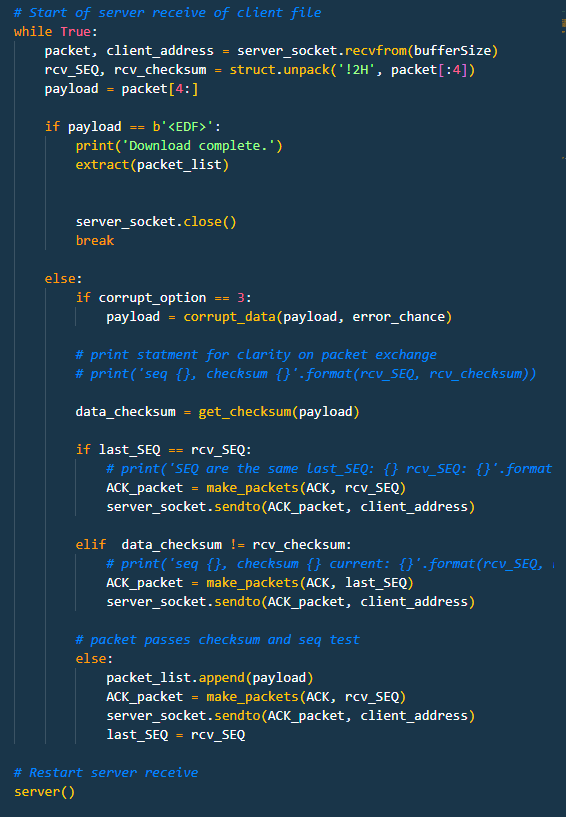 # Start of server receive of client file
while True:
    packet, client_address = server_socket.recvfrom(bufferSize)
    rcv_SEQ, rcv_checksum = struct.unpack('!2H', packet[:4])
    payload = packet[4:]

    if payload == b'<EDF>':
        print('Download complete.')
        extract(packet_list)


        server_socket.close()
        break

    else:
        if corrupt_option == 3:
            payload = corrupt_data(payload, error_chance)

        # print statment for clarity on packet exchange
        # print('seq {}, checksum {}'.format(rcv_SEQ, rcv_checksum))

        data_checksum = get_checksum(payload)

        if last_SEQ == rcv_SEQ:
            # print('SEQ are the same last_SEQ: {} rcv_SEQ: {}'.format
            ACK_packet = make_packets(ACK, rcv_SEQ)
            server_socket.sendto(ACK_packet, client_address)

        elif  data_checksum != rcv_checksum:
            # print('seq {}, checksum {} current: {}'.format(rcv_SEQ,
            ACK_packet = make_packets(ACK, last_SEQ)
            server_socket.sendto(ACK_packet, client_address)

        # packet passes checksum and seq test
        else:
            packet_list.append(payload)
            ACK_packet = make_packets(ACK, rcv_SEQ)
            server_socket.sendto(ACK_packet, client_address)
            last_SEQ = rcv_SEQ

# Restart server receive
server()